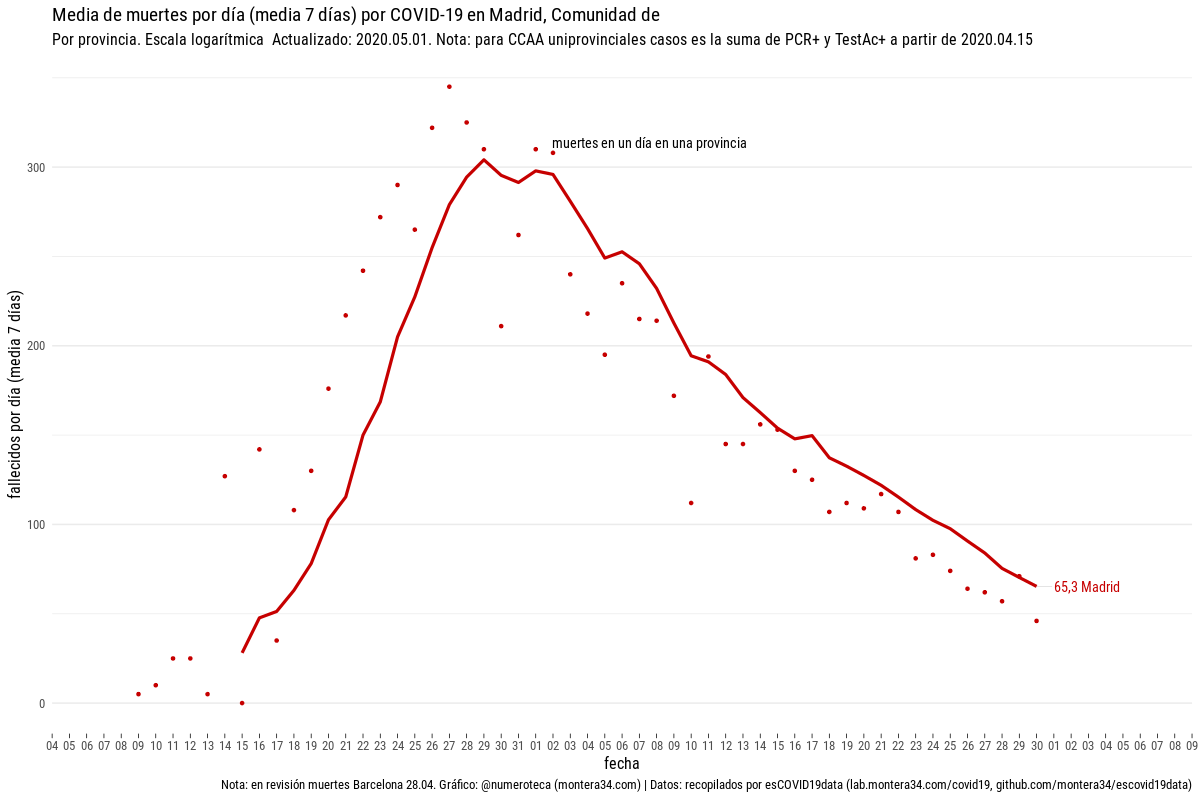 Media de muertes por día (media 7 días) por COVID-19 en Madrid, Comunidad de
Por provincia. Escala logarítmica  Actualizado: 2020.05.01. Nota: para CCAA uniprovinciales casos es la suma de PCR+ y TestAc+ a partir de 2020.04.15
muertes en un día en una provincia
300
200
100
0
fallecidos por día (media 7 días)
65,3 Madrid
04 05 06 07 08 09 10 11 12 13 14 15 16 17 18 19 20 21 22 23 24 25 26 27 28 29 30 31 01 02 03 04 05 06 07 08 09 10 11 12 13 14 15 16 17 18 19 20 21 22 23 24 25 26 27 28 29 30 01 02 03 04 05 06 07 08 09
fecha
Nota: en revisión muertes Barcelona 28.04. Gráfico: @numeroteca (montera34.com) | Datos: recopilados por esCOVID19data (lab.montera34.com/covid19, github.com/montera34/escovid19data)